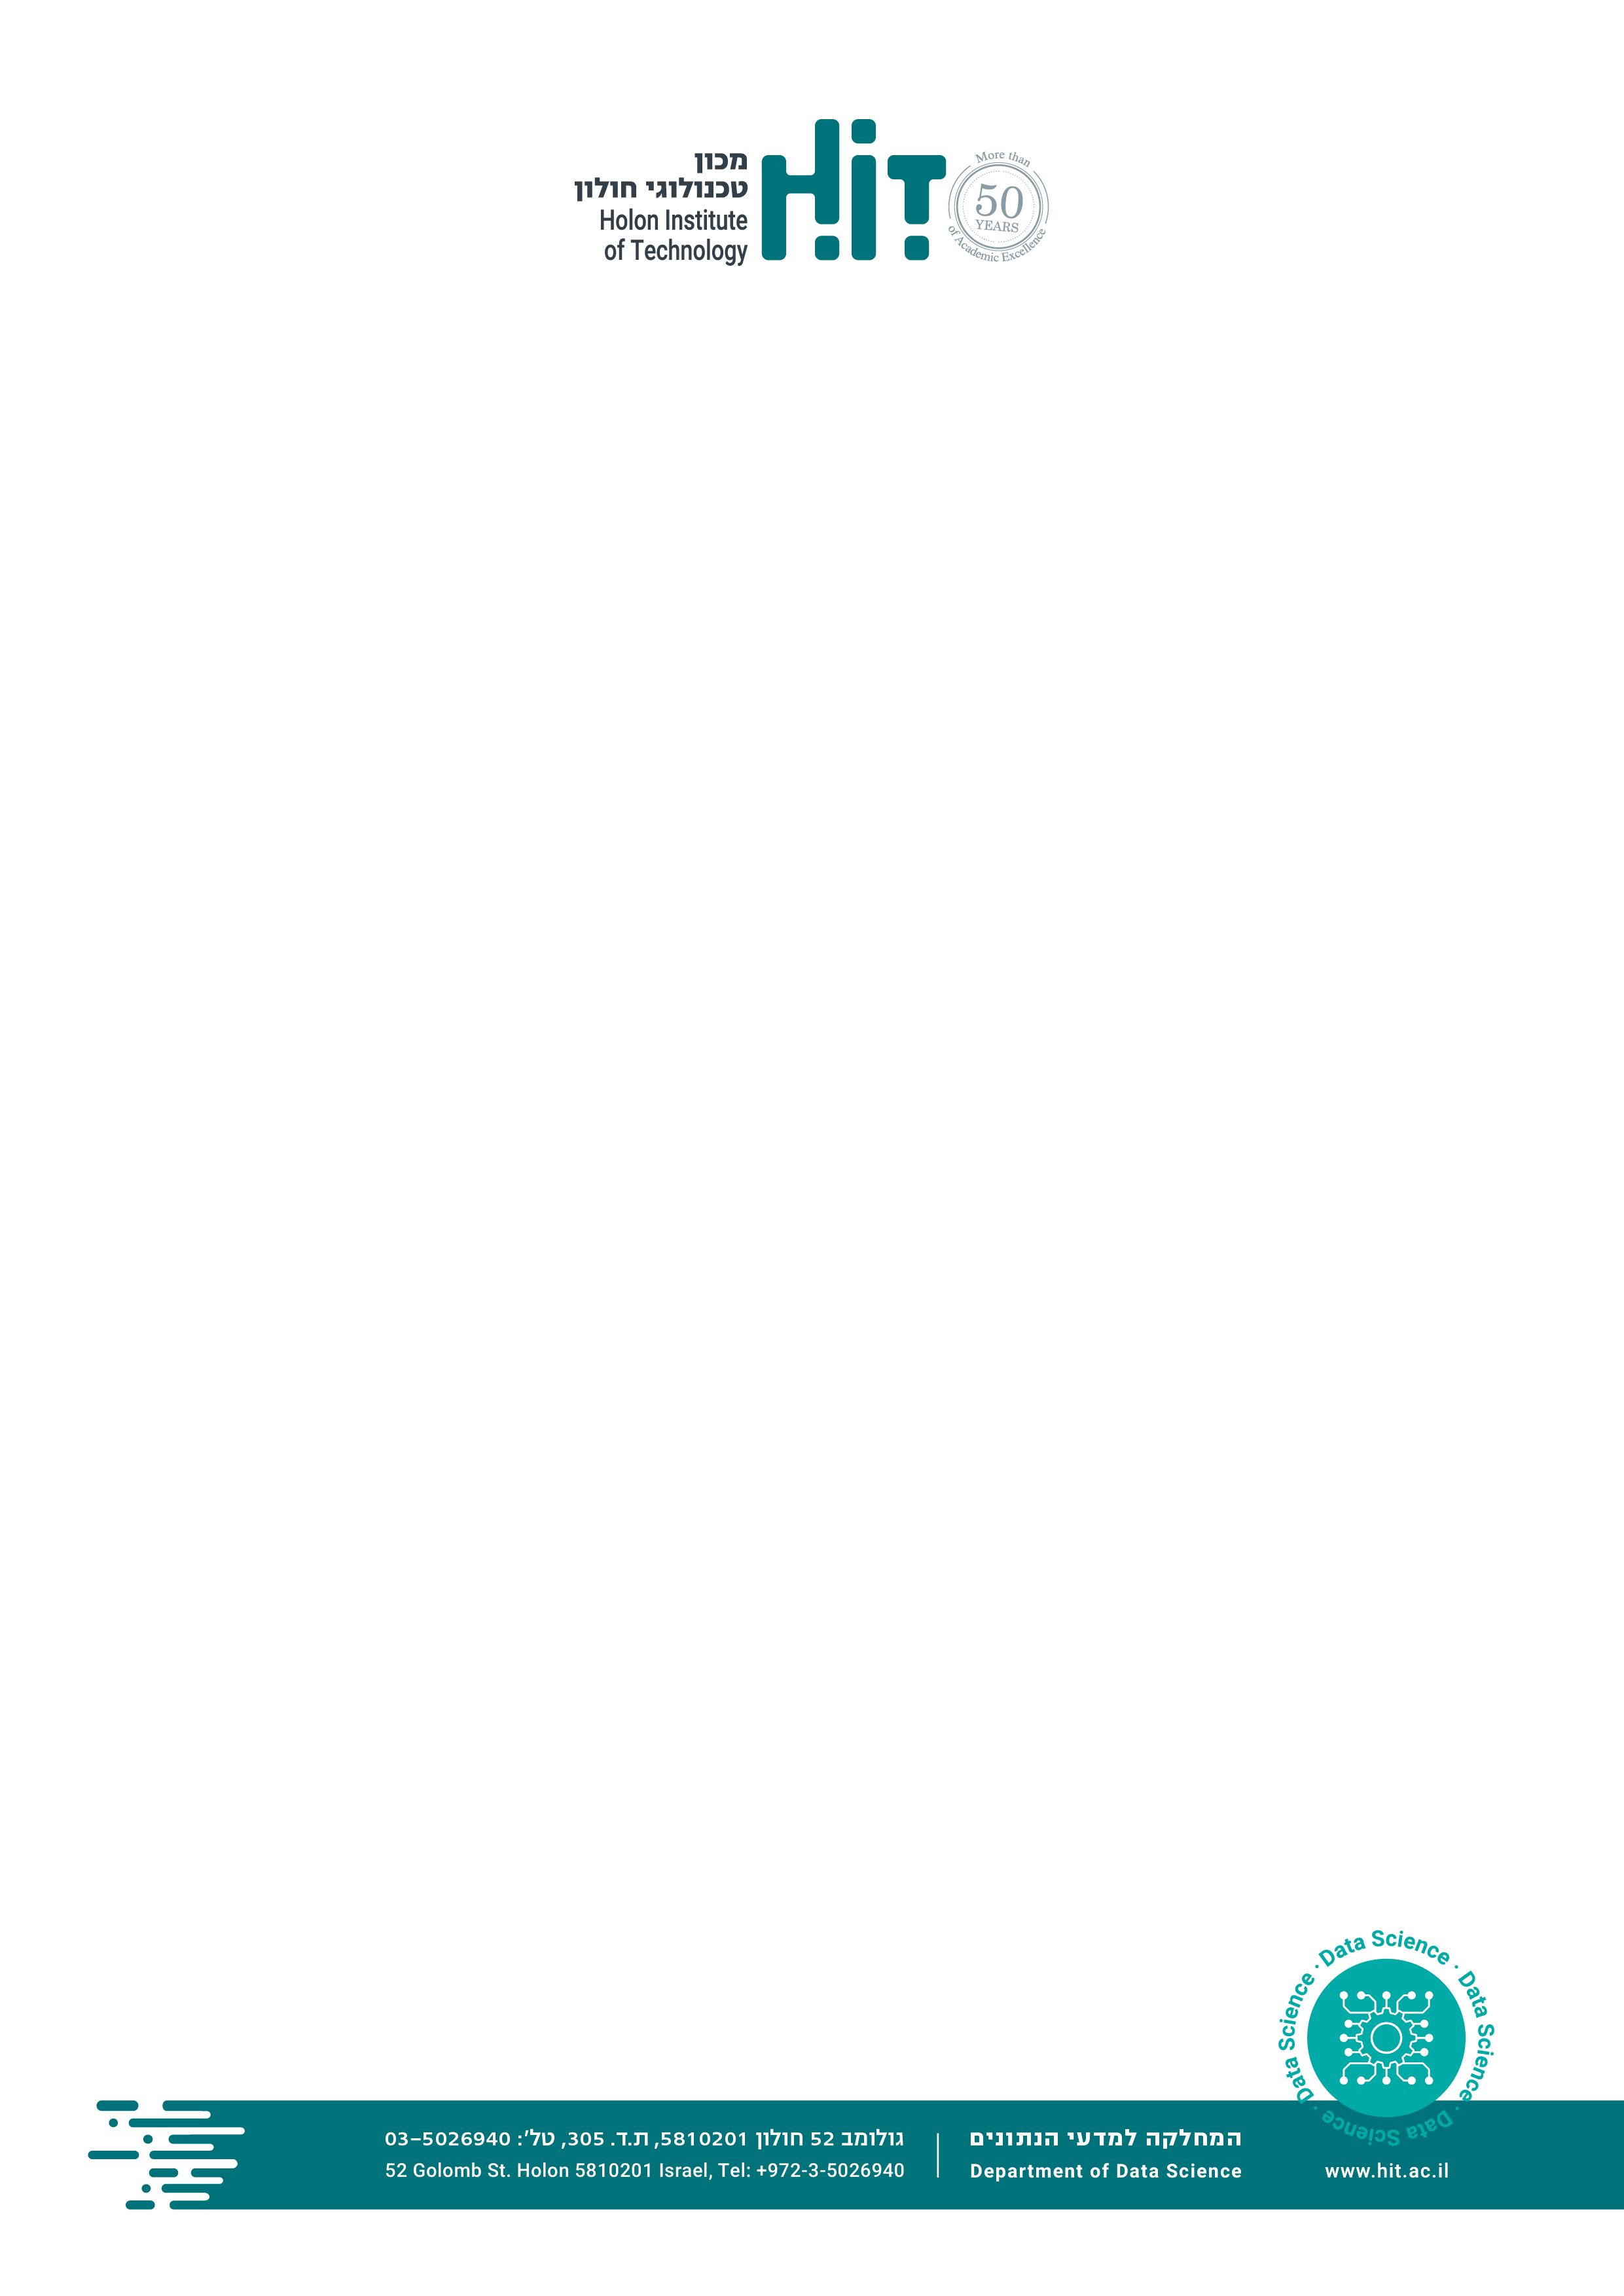 מכון
טכנולוגי חולון
Holon Institute
of Technology
HiT
More than
50
YEARS
of Academic Excellence
Data Science · Data Science · Data Science · Data Science ·
המחלקה למדעי הנתונים
Department of Data Science
גולומב 52 חולון 5810201, ת.ד. 305, טל': 03-5026940
52 Golomb St. Holon 5810201 Israel, Tel: +972-3-5026940
www.hit.ac.il